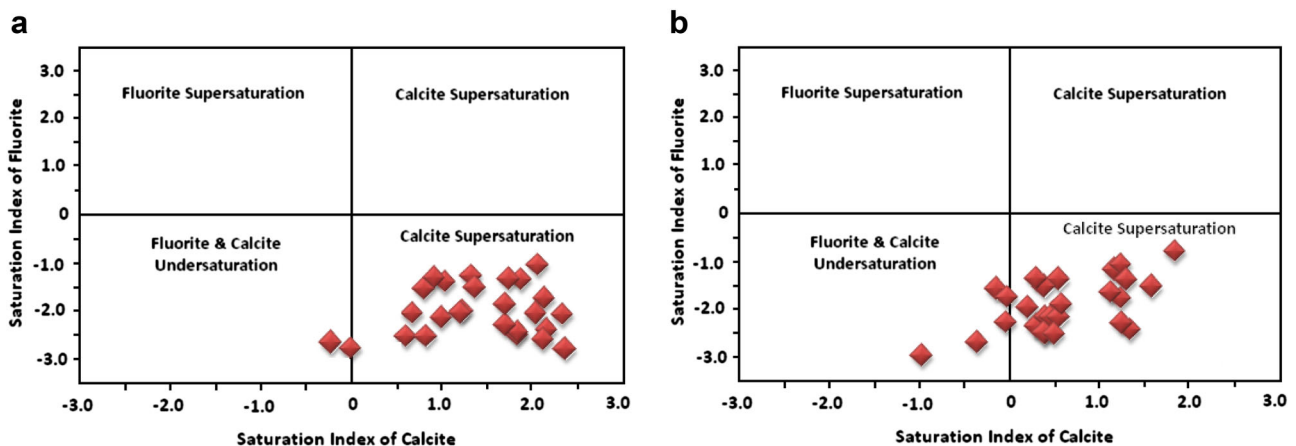 a
3.0
2.0
1.0
0
-1.0
-2.0
-3.0
Saturation Index of Fluorite
Fluorite Supersaturation
Calcite Supersaturation
Fluorite & Calcite
Undersaturation
Calcite Supersaturation
-3.0 -2.0 -1.0 0 1.0 2.0 3.0
Saturation Index of Calcite
b
3.0
2.0
1.0
0
-1.0
-2.0
-3.0
Saturation Index of Fluorite
Fluorite Supersaturation
Calcite Supersaturation
Fluorite & Calcite
Undersaturation
Calcite Supersaturation
-3.0 -2.0 -1.0 0 1.0 2.0 3.0
Saturation Index of Calcite